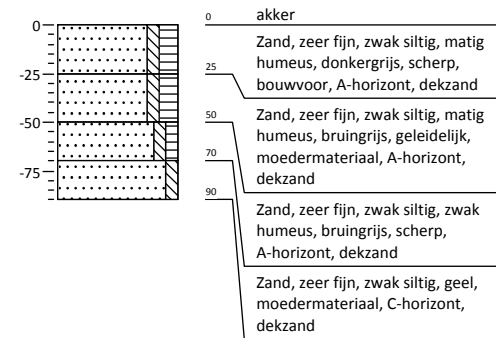 0
-25
-50
-75
0 akker
Zand, zeer fijn, zwak siltig, matig
humeus, donkergrijs, scherp,
bouwvoor, A-horizont, dekzand
25
Zand, zeer fijn, zwak siltig, matig
humeus, bruingrijs, geleidelijk,
moedermateriaal, A-horizont,
dekzand
50
Zand, zeer fijn, zwak siltig, zwak
humeus, bruingrijs, scherp,
A-horizont, dekzand
70
Zand, zeer fijn, zwak siltig, geel,
moedermateriaal, C-horizont,
dekzand
90